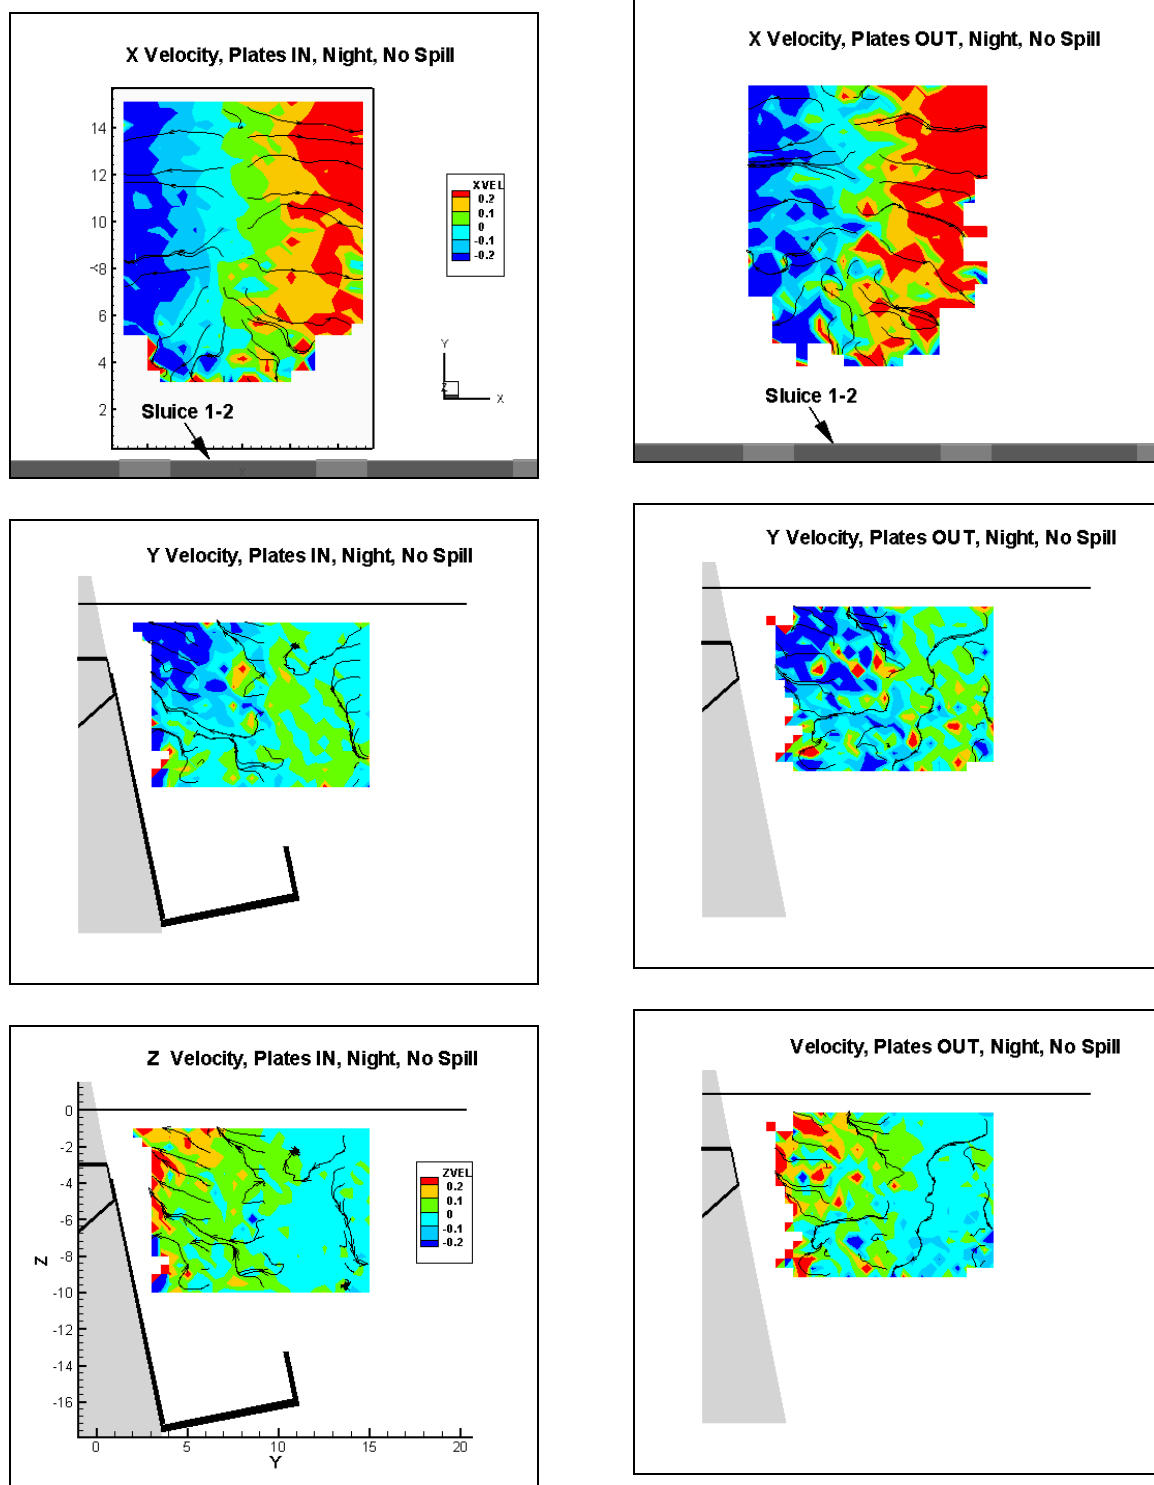 X Velocity, Plates IN, Night, No Spill
14
12
10
<8
6
4
2
XVEL
0.2
0.1
0
-0.1
-0.2
Y
Z
X
Sluice 1-2
X
X Velocity, Plates OUT, Night, No Spill
Sluice 1-2
Y Velocity, Plates IN, Night, No Spill
Y Velocity, Plates OUT, Night, No Spill
Z Velocity, Plates IN, Night, No Spill
0
-2
-4
-6
-8
-10
-12
-14
-16
Z
ZVEL
0.2
0.1
0
-0.1
-0.2
0 5 10 15 20
Y
Velocity, Plates OUT, Night, No Spill